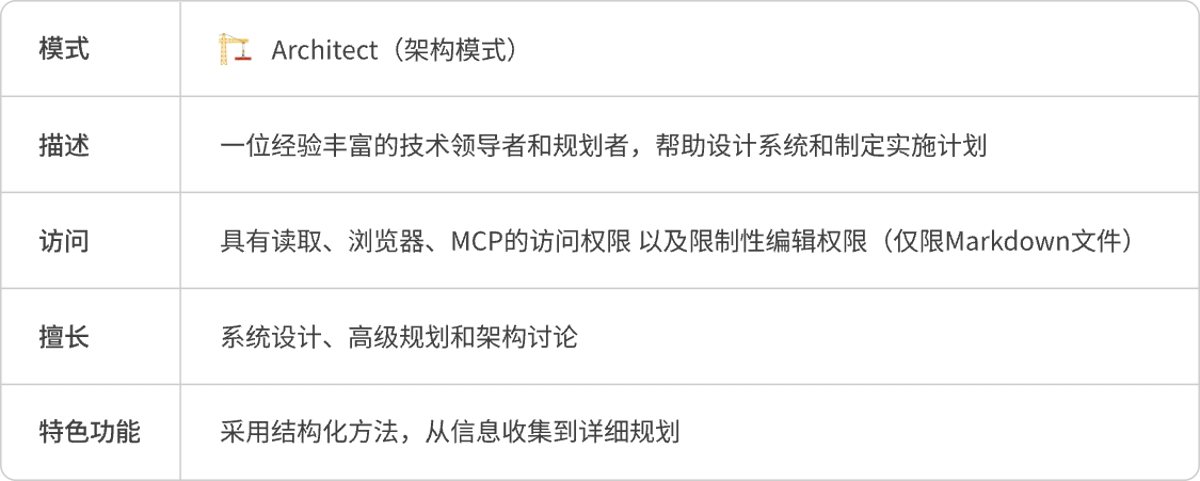 模式
🏗️ Architect（架构模式）
描述
一位经验丰富的技术领导者和规划者，帮助设计系统和制定实施计划
访问
具有读取、浏览器、MCP的访问权限 以及限制性编辑权限（仅限Markdown文件）
擅长
系统设计、高级规划和架构讨论
特色功能
采用结构化方法，从信息收集到详细规划